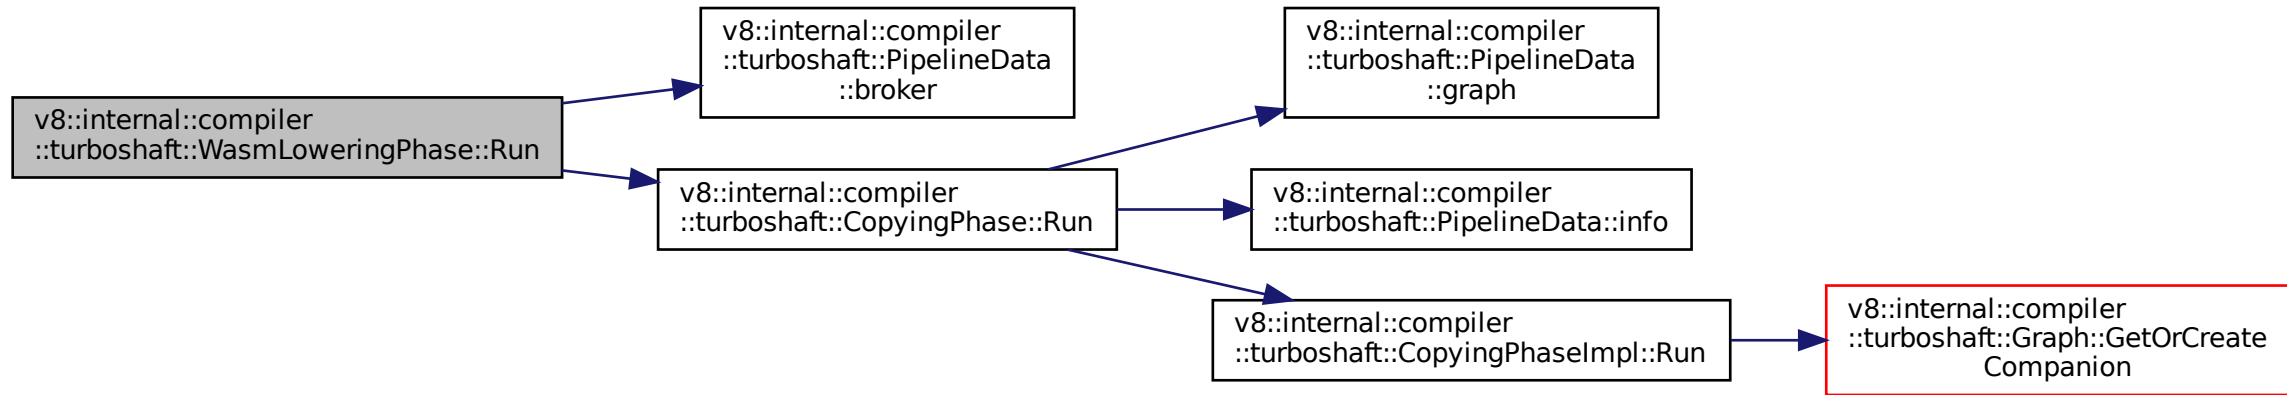 v8::internal::compiler
::turboshaft::WasmLoweringPhase::Run
v8::internal::compiler
::turboshaft::PipelineData
::broker
v8::internal::compiler
::turboshaft::CopyingPhase::Run
v8::internal::compiler
::turboshaft::PipelineData
::graph
v8::internal::compiler
::turboshaft::PipelineData::info
v8::internal::compiler
::turboshaft::CopyingPhaseImpl::Run
v8::internal::compiler
::turboshaft::Graph::GetOrCreate
Companion